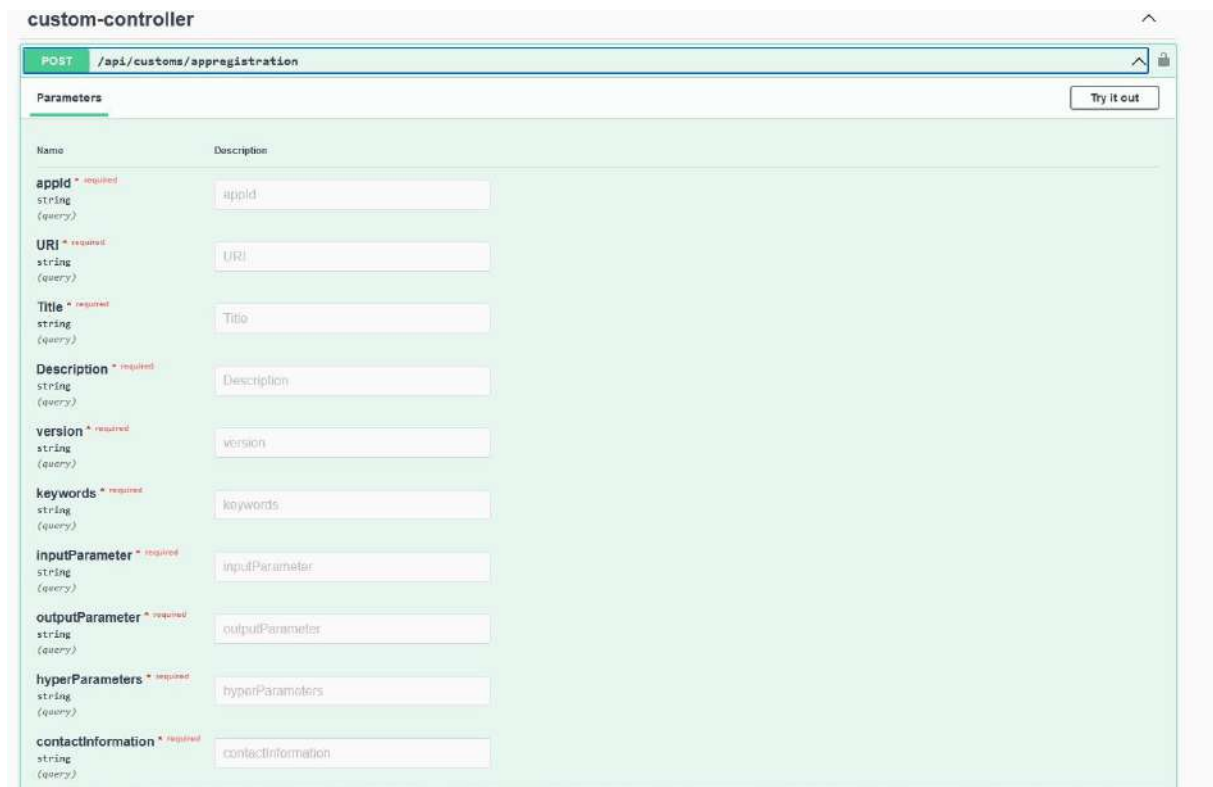 custom-controller
POST /api/customs/appregistration
Parameters
Try it out
Name Description
appId * required
string
(query)
appId
URI * required
string
(query)
URI
Title * required
string
(query)
Title
Description * required
string
(query)
Description
version * required
string
(query)
version
keywords * required
string
(query)
keywords
inputParameter * required
string
(query)
inputParameter
outputParameter * required
string
(query)
outputParameter
hyperParameters * required
string
(query)
hyperParameters
contactInformation * required
string
(query)
contactInformation